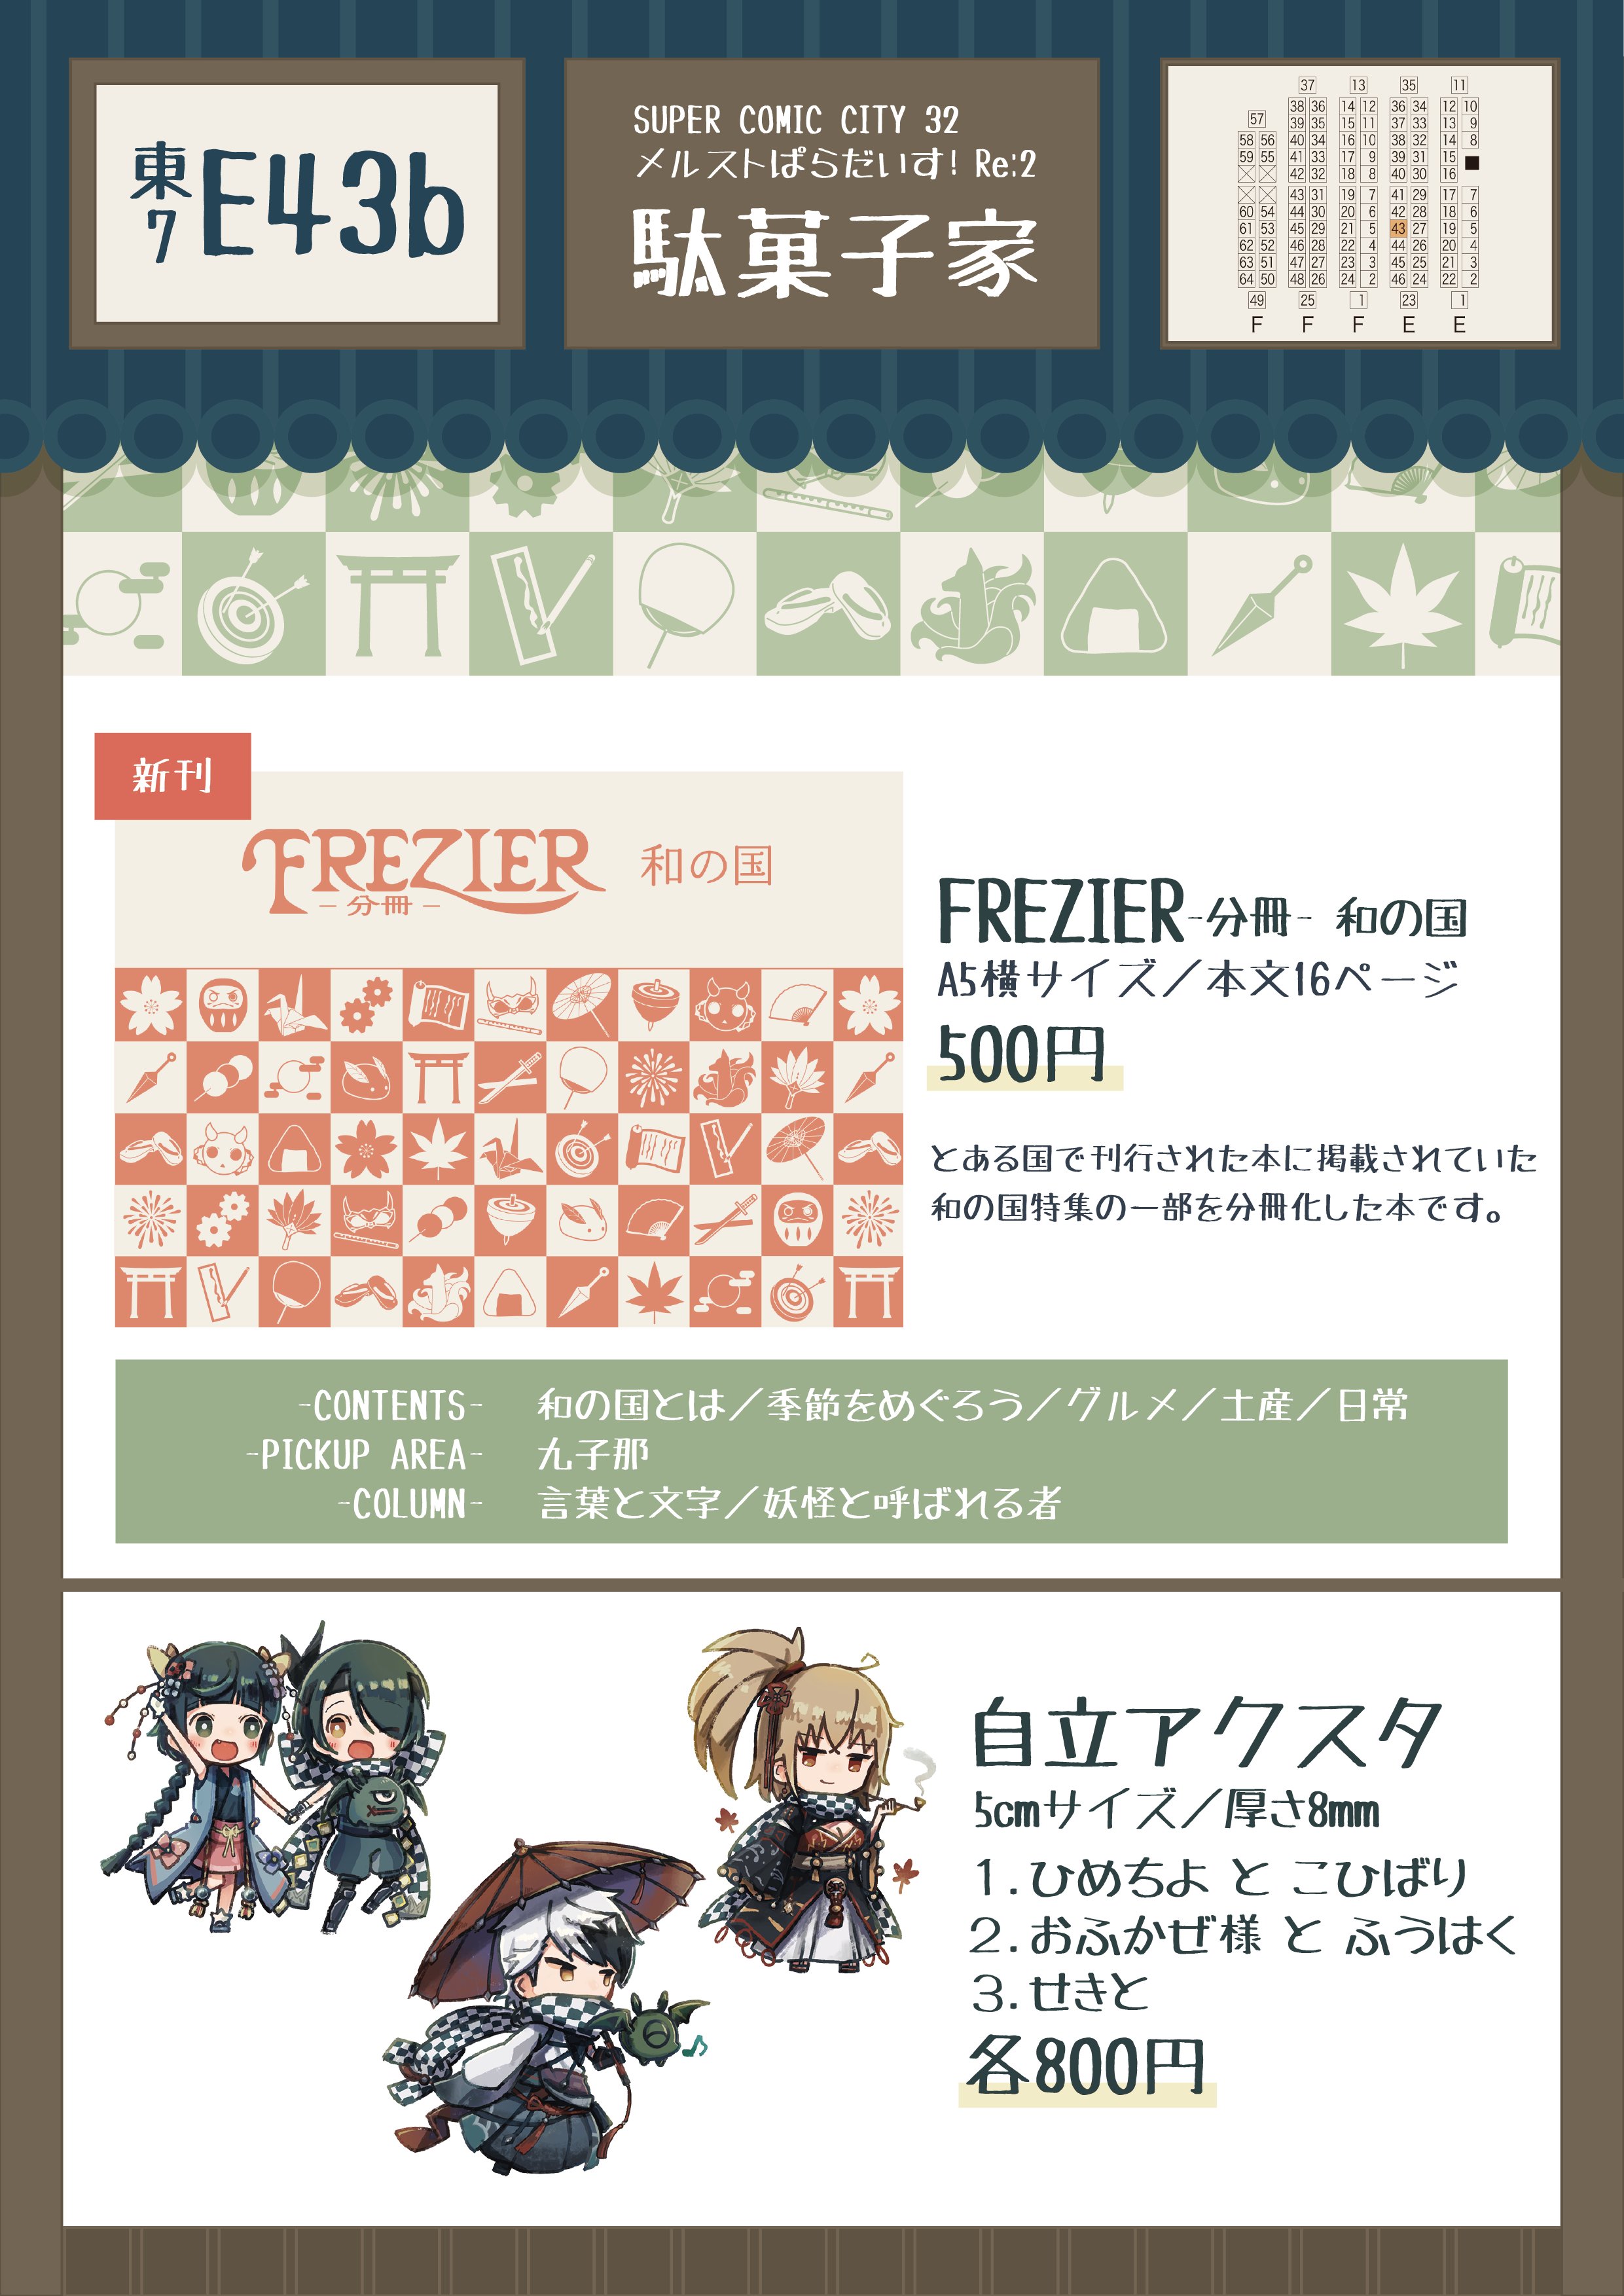 東7 E43b
SUPER COMIC CITY 32
メルストぱらだいす! Re:2
駄菓子家
37 13 35 11
38 36 14 12 36 34 12 10
57 39 35 15 11 37 33 13 9
58 56 40 34 16 10 38 32 14 8
59 55 41 33 17 9 39 31 15
42 32 18 8 40 30 16
43 31 19 7 41 29 17 7
60 54 44 30 20 6 42 28 18 6
61 53 45 29 21 5 43 27 19 5
62 52 46 28 22 4 44 26 20 4
63 51 47 27 23 3 45 25 21 3
64 50 48 26 24 2 46 24 22 2
49 25 1 23 1
F F F E E
新刊
FREZIER 和の国
-分冊-
FREZIER-分冊- 和の国
A5横サイズ/本文16ページ
500円
とある国で刊行された本に掲載されていた
和の国特集の一部を分冊化した本です。
-CONTENTS- 和の国とは/季節をめぐろう/グルメ/土産/日常
-PICKUP AREA- 九子那
-COLUMN- 言葉と文字/妖怪と呼ばれる者
自立アクスタ
5cmサイズ/厚さ8mm
1.ひめちよ と こひばり
2.おふかぜ様 と ふうはく
3.せきと
各800円